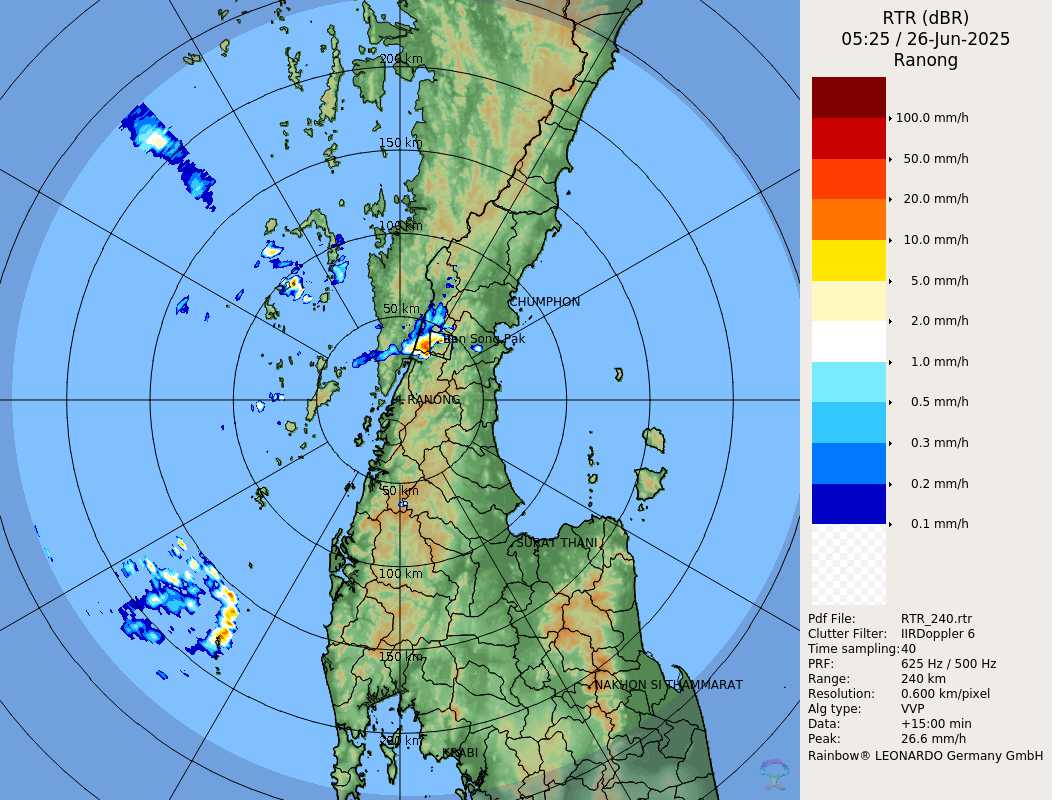 RTR (dBR)
05:25 / 26-Jun-2025
Ranong
100.0 mm/h
50.0 mm/h
20.0 mm/h
10.0 mm/h
5.0 mm/h
2.0 mm/h
1.0 mm/h
0.5 mm/h
0.3 mm/h
0.2 mm/h
0.1 mm/h
Pdf File: RTR_240.rtr
Clutter Filter: IIRDoppler 6
Time sampling:40
PRF: 625 Hz / 500 Hz
Range: 240 km
Resolution: 0.600 km/pixel
Alg type: VVP
Data: +15:00 min
Peak: 26.6 mm/h
Rainbow® LEONARDO Germany GmbH
200 km
150 km
100 km
50 km
CHUMPHON
Ban Song Pak
RANONG
50 km
SURAT THANI
100 km
150 km
NAKHON SI THAMMARAT
200 km
KRABI